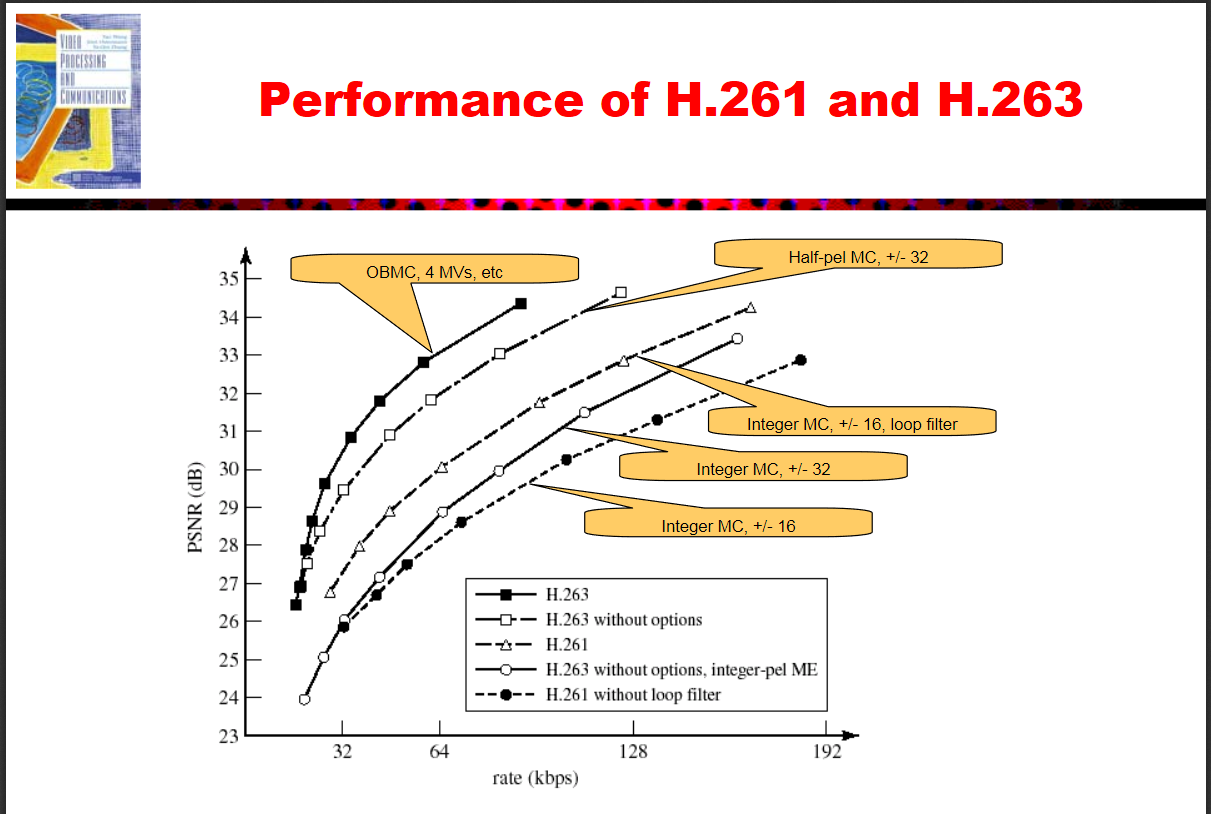 VIDEO
PROCESSING
AND
COMMUNICATIONS
Performance of H.261 and H.263
OBMC, 4 MVs, etc
Half-pel MC, +/- 32
Integer MC, +/- 16, loop filter
Integer MC, +/- 32
Integer MC, +/- 16
PSNR (dB)
35
34
33
32
31
30
29
28
27
26
25
24
23
32
64
128
192
rate (kbps)
H.263
H.263 without options
H.261
H.263 without options, integer-pel ME
H.261 without loop filter